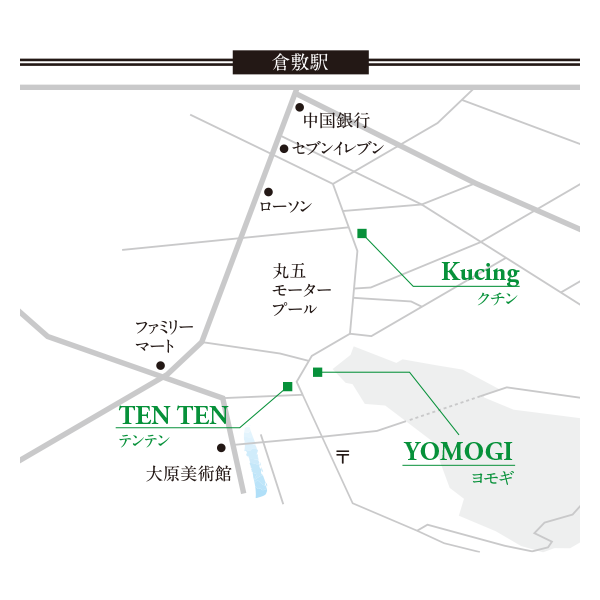 倉敷駅
中国銀行
セブンイレブン
ローソン
丸五
モーター
プール
Kucing
クチン
ファミリー
マート
TEN TEN
テンテン
大原美術館
〒
YOMOGI
ヨモギ